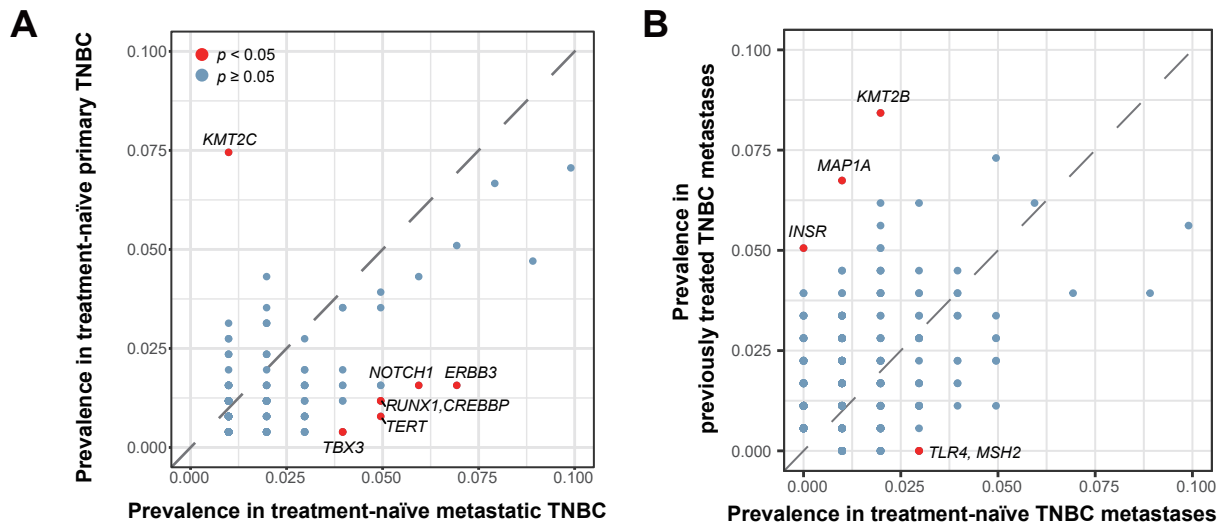 A
Prevalence in treatment-naïve primary TNBC
0.100
0.075
0.050
0.025
0.000
p < 0.05
p ≥ 0.05
KMT2C
NOTCH1 ERBB3
RUNX1,CREBBP
TERT
TBX3
0.000 0.025 0.050 0.075 0.100
Prevalence in treatment-naïve metastatic TNBC
B
Prevalence in
previously treated TNBC metastases
0.100
0.075
0.050
0.025
0.000
KMT2B
MAP1A
INSR
TLR4, MSH2
0.000 0.025 0.050 0.075 0.100
Prevalence in treatment-naïve TNBC metastases